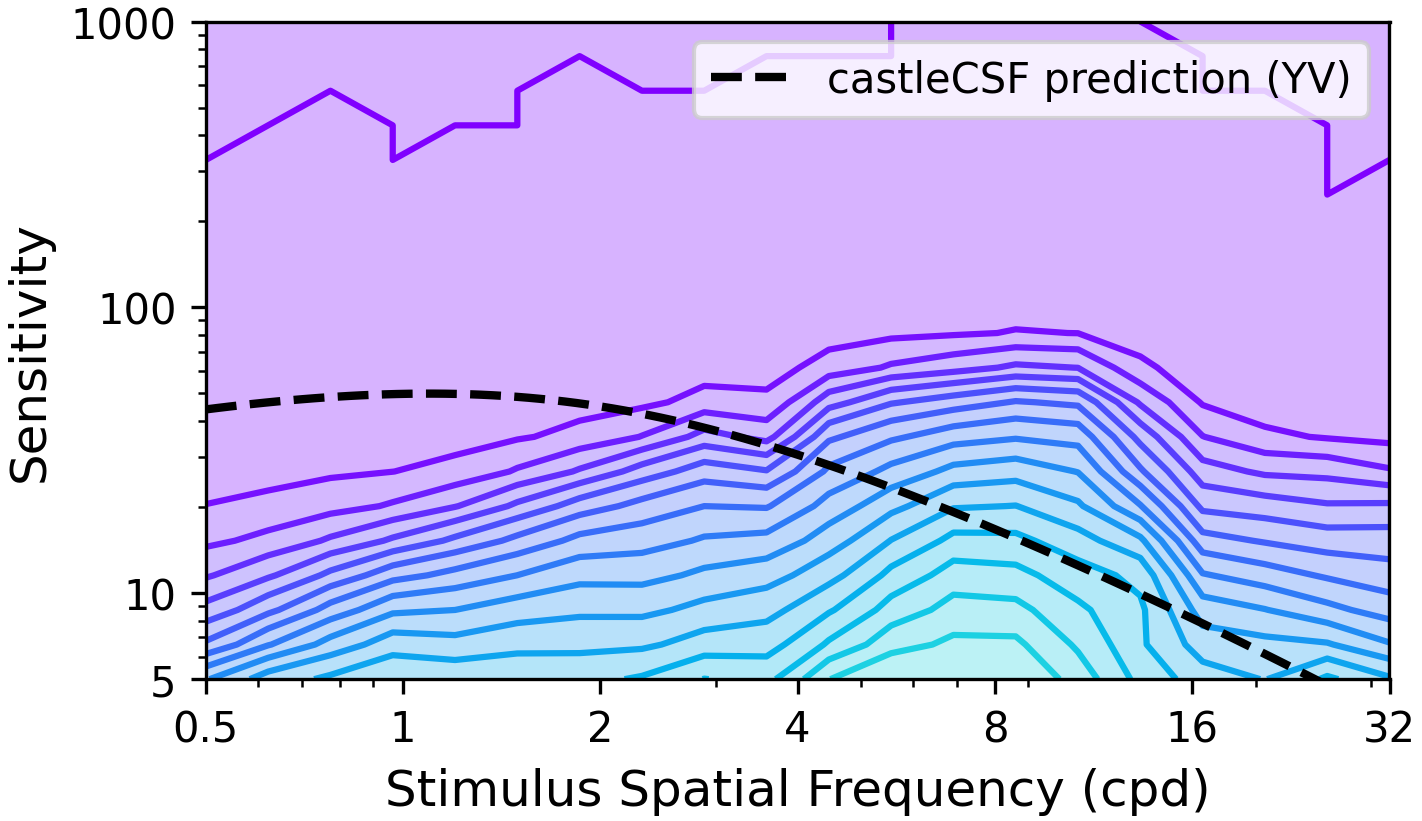 1000
100
10
5
Sensitivity
castleCSF prediction (YV)
0.5 1 2 4 8 16 32
Stimulus Spatial Frequency (cpd)